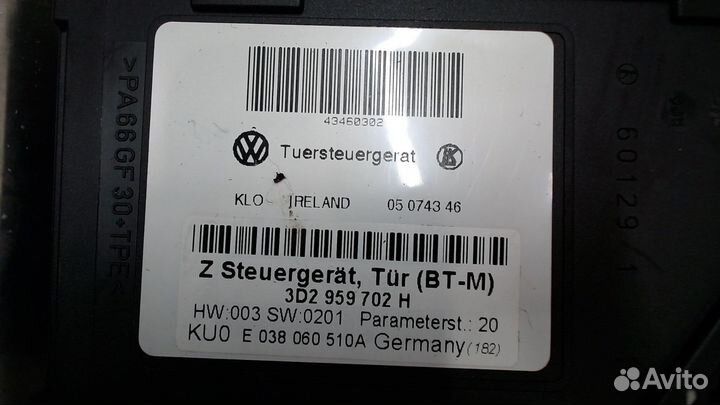 43460302
Tuersteuergerat
KLO IRELAND 05 0743 46
Z Steuergerät, Tür (BT-M)
3D2 959 702 H
HW:003 SW:0201 Parameterst.: 20
KU0 E 038 060 510A Germany (182)
>PA66GF30+TPE<
60129/1
Avito